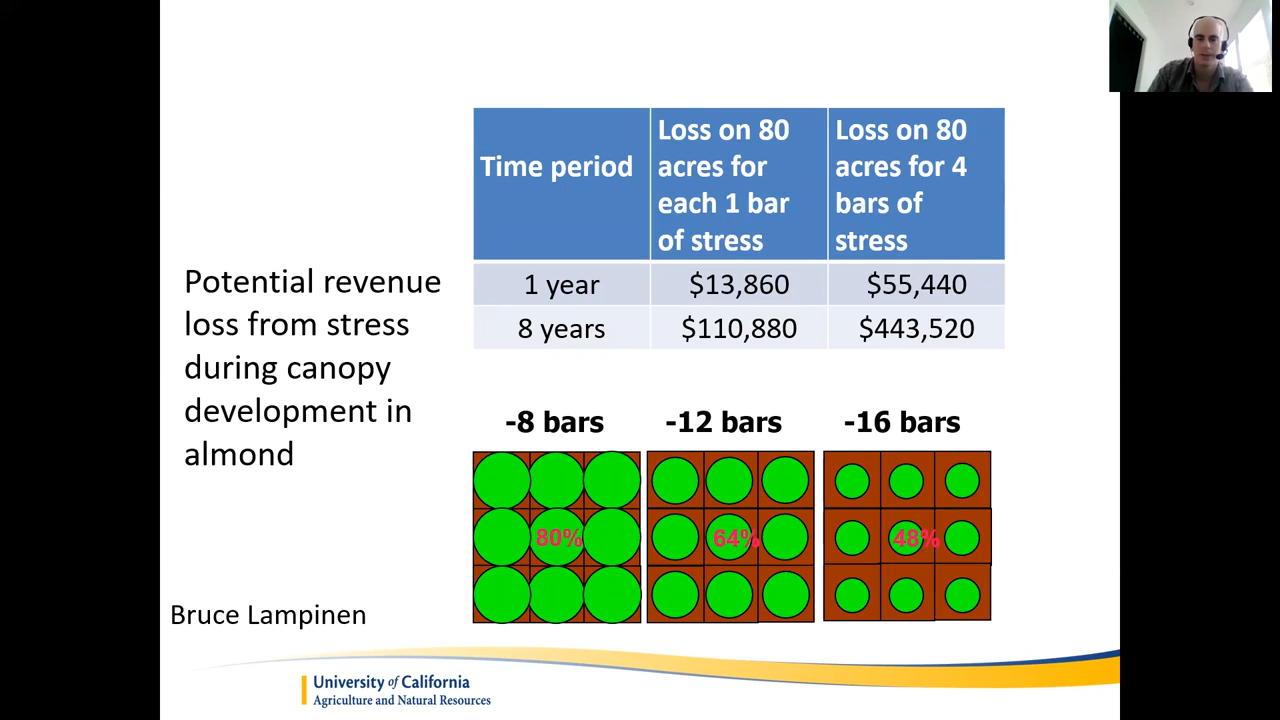 Time period
Loss on 80
acres for
each 1 bar
of stress
Loss on 80
acres for 4
bars of
stress
1 year
$13,860
$55,440
8 years
$110,880
$443,520
Potential revenue
loss from stress
during canopy
development in
almond
-8 bars
-12 bars
-16 bars
80%
64%
48%
Bruce Lampinen
University of California
Agriculture and Natural Resources